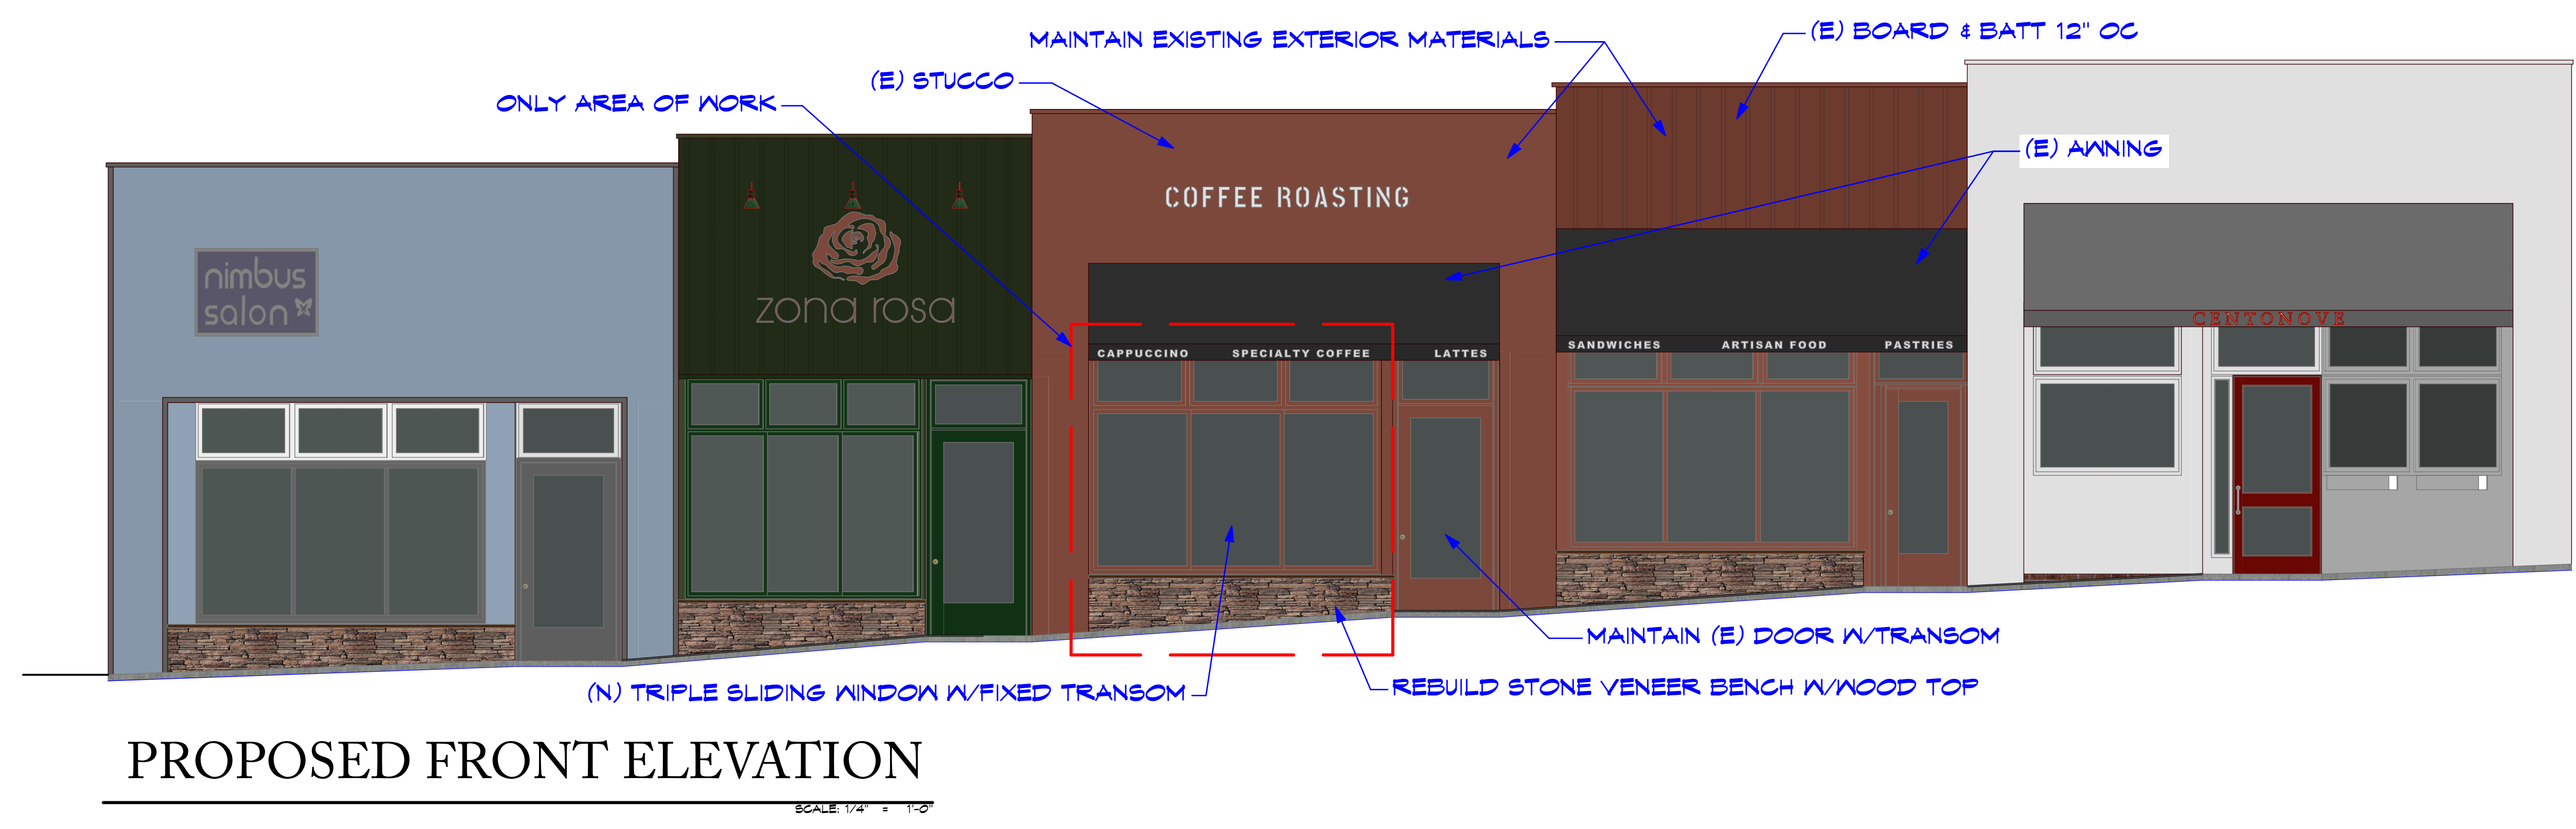 MAINTAIN EXISTING EXTERIOR MATERIALS
(E) BOARD & BATT 12" OC
(E) STUCCO
ONLY AREA OF WORK
(E) AWNING
COFFEE ROASTING
nimbus
salon
zona rosa
CENTONOVE
CAPPUCCINO SPECIALTY COFFEE LATTES
SANDWICHES ARTISAN FOOD PASTRIES
MAINTAIN (E) DOOR W/TRANSOM
(N) TRIPLE SLIDING WINDOW W/FIXED TRANSOM
REBUILD STONE VENEER BENCH W/WOOD TOP
PROPOSED FRONT ELEVATION
SCALE: 1/4" = 1'-0"